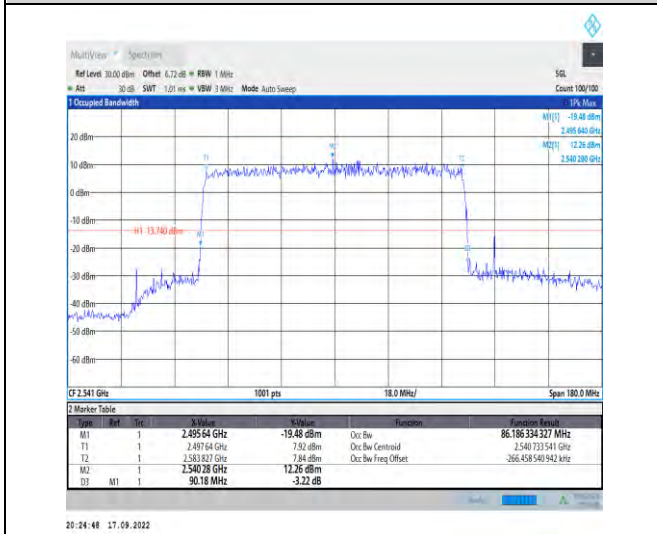 MultiView Spectrum
Ref Level 30.00 dBm Offset 6.72 dB RBW 1 MHz SGL
Att 30 dB SWT 1.01 ms VBW 3 MHz Mode Auto Sweep Count 100/100
1 Occupied Bandwidth 1Pk Max
M1[1] -19.48 dBm
2.495 640 GHz
M2[1] 12.26 dBm
2.540 280 GHz
20 dBm
10 dBm
0 dBm
-10 dBm
-20 dBm
-30 dBm
-40 dBm
-50 dBm
-60 dBm
T1
M2
T2
H1 13.740 dBm
M1
D3
CF 2.541 GHz 1001 pts 18.0 MHz/ Span 180.0 MHz
2 Marker Table
Type Ref Trc X-Value Y-Value Function Function Result
M1 1 2.495 64 GHz -19.48 dBm Occ Bw 86.186 334 327 MHz
T1 1 2.497 64 GHz 7.92 dBm Occ Bw Centroid 2.540 733 541 GHz
T2 1 2.583 827 GHz 7.84 dBm Occ Bw Freq Offset -266.458 540 942 kHz
M2 1 2.540 28 GHz 12.26 dBm
D3 M1 1 90.18 MHz -3.22 dB
20:24:48 17.09.2022